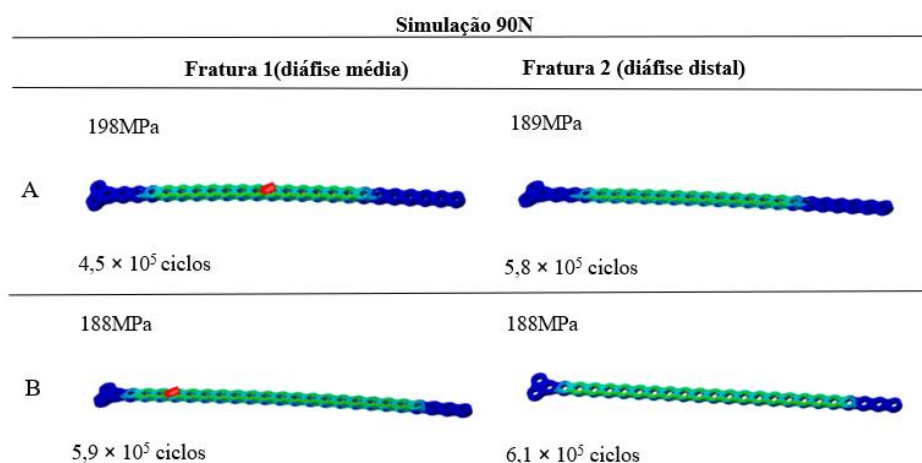 Simulação 90N
Fratura 1(diáfise média) Fratura 2 (diáfise distal)
198MPa 189MPa
A
4,5 × 10⁵ ciclos 5,8 × 10⁵ ciclos
188MPa 188MPa
B
5,9 × 10⁵ ciclos 6,1 × 10⁵ ciclos